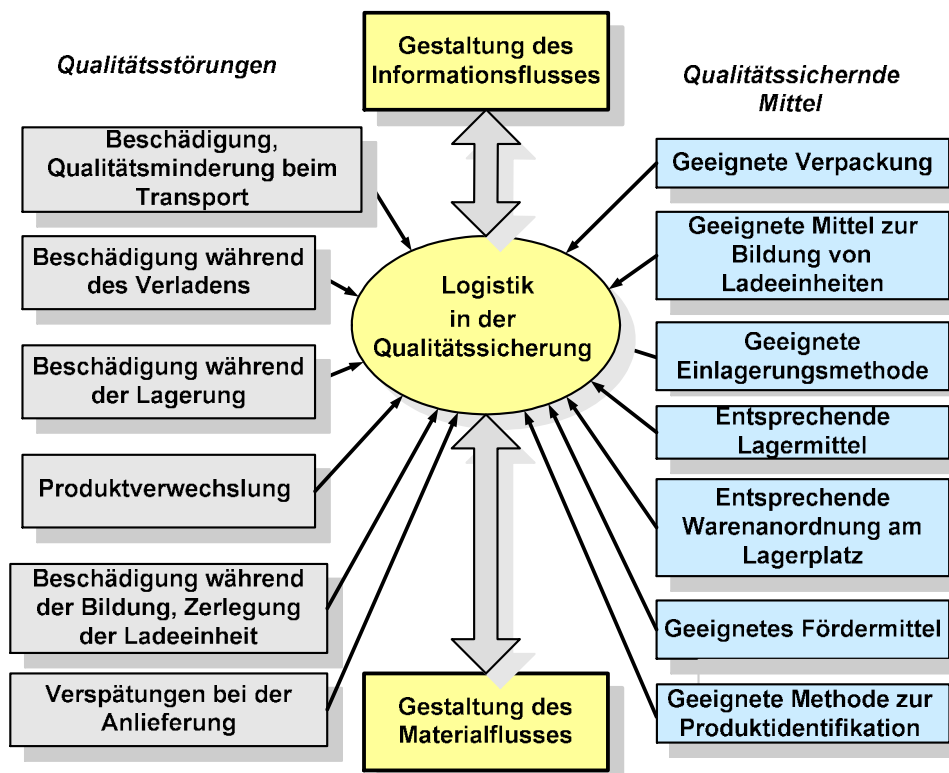 Qualitätsstörungen
Gestaltung des
Informationsflusses
Qualitätssichernde
Mittel
Beschädigung,
Qualitätsminderung beim
Transport
Beschädigung während
des Verladens
Beschädigung während
der Lagerung
Produktverwechslung
Beschädigung während
der Bildung, Zerlegung
der Ladeeinheit
Verspätungen bei der
Anlieferung
Logistik
in der
Qualitätssicherung
Gestaltung des
Materialflusses
Geeignete Verpackung
Geeignete Mittel zur
Bildung von
Ladeeinheiten
Geeignete
Einlagerungsmethode
Entsprechende
Lagermittel
Entsprechende
Warenanordnung am
Lagerplatz
Geeignetes Fördermittel
Geeignete Methode zur
Produktidentifikation